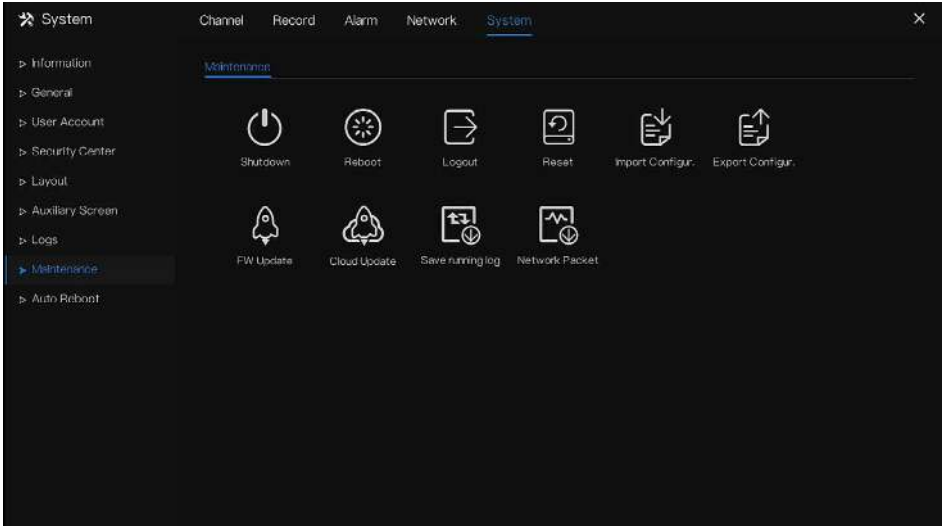 System
Channel Record Alarm Network System
Information
General
User Account
Security Center
Layout
Auxiliary Screen
Logs
Maintenance
Auto Reboot
Maintenance
Shutdown Reboot Logout Reset Import Configur. Export Configur.
FW Update Cloud Update Save running log Network Packet